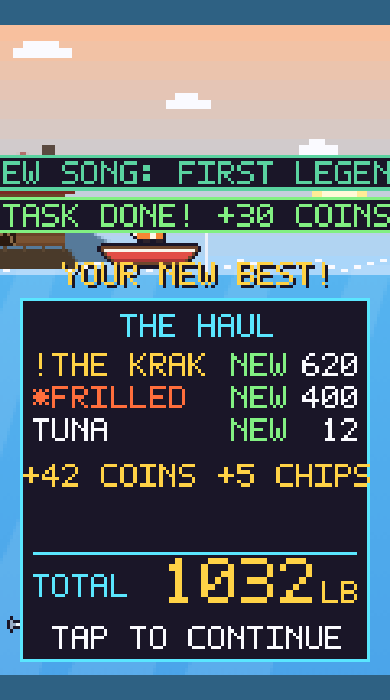 EW SONG: FIRST LEGEN
TASK DONE! +30 COINS
YOUR NEW BEST!
THE HAUL
!THE KRAK NEW 620
*FRILLED NEW 400
TUNA NEW 12
+42 COINS +5 CHIPS
TOTAL 1032LB
TAP TO CONTINUE